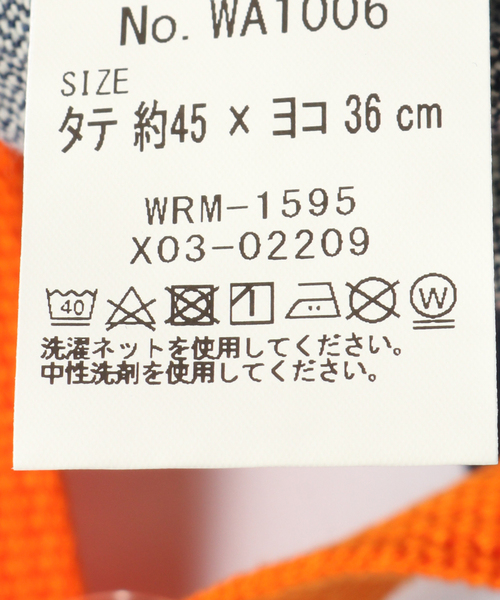 No. WA1006
SIZE
タテ 約45 × ヨコ 36 cm
WRM-1595
X03-02209
40
W
洗濯ネットを使用してください。
中性洗剤を使用してください。